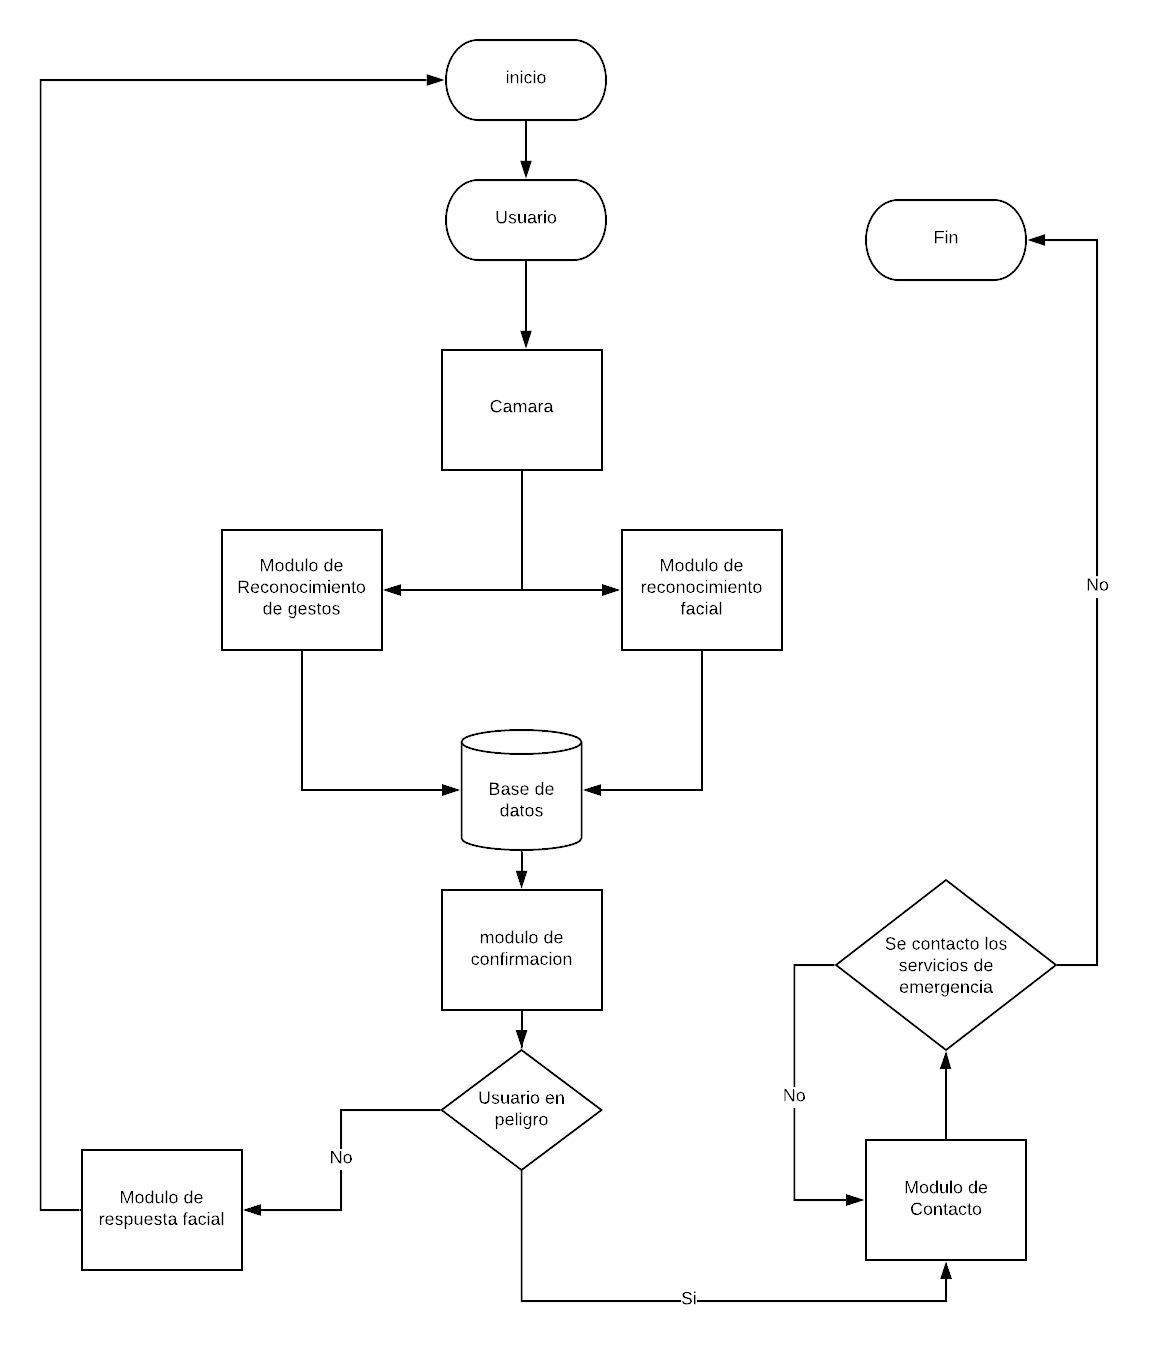 inicio
Usuario
Fin
Camara
Modulo de
Reconocimiento
de gestos
Modulo de
reconocimiento
facial
No
Base de
datos
modulo de
confirmacion
Se contacto los
servicios de
emergencia
Usuario en
peligro
No
No
Modulo de
respuesta facial
Modulo de
Contacto
Si